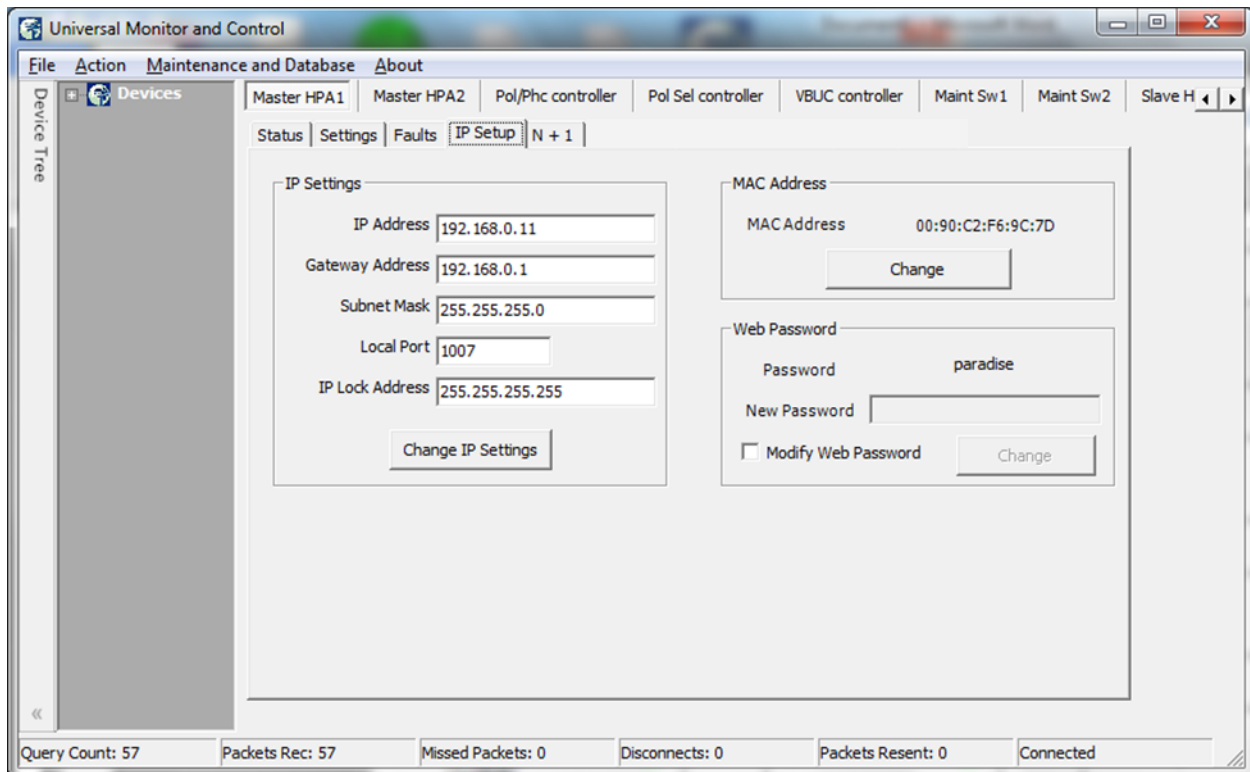 Universal Monitor and Control
File Action Maintenance and Database About
Device Tree
Devices
Master HPA1 Master HPA2 Pol/Phc controller Pol Sel controller VBUC controller Maint Sw1 Maint Sw2 Slave H
Status Settings Faults IP Setup N + 1
IP Settings
IP Address 192.168.0.11
Gateway Address 192.168.0.1
Subnet Mask 255.255.255.0
Local Port 1007
IP Lock Address 255.255.255.255
Change IP Settings
MAC Address
MAC Address 00:90:C2:F6:9C:7D
Change
Web Password
Password paradise
New Password
Modify Web Password Change
Query Count: 57 Packets Rec: 57 Missed Packets: 0 Disconnects: 0 Packets Resent: 0 Connected